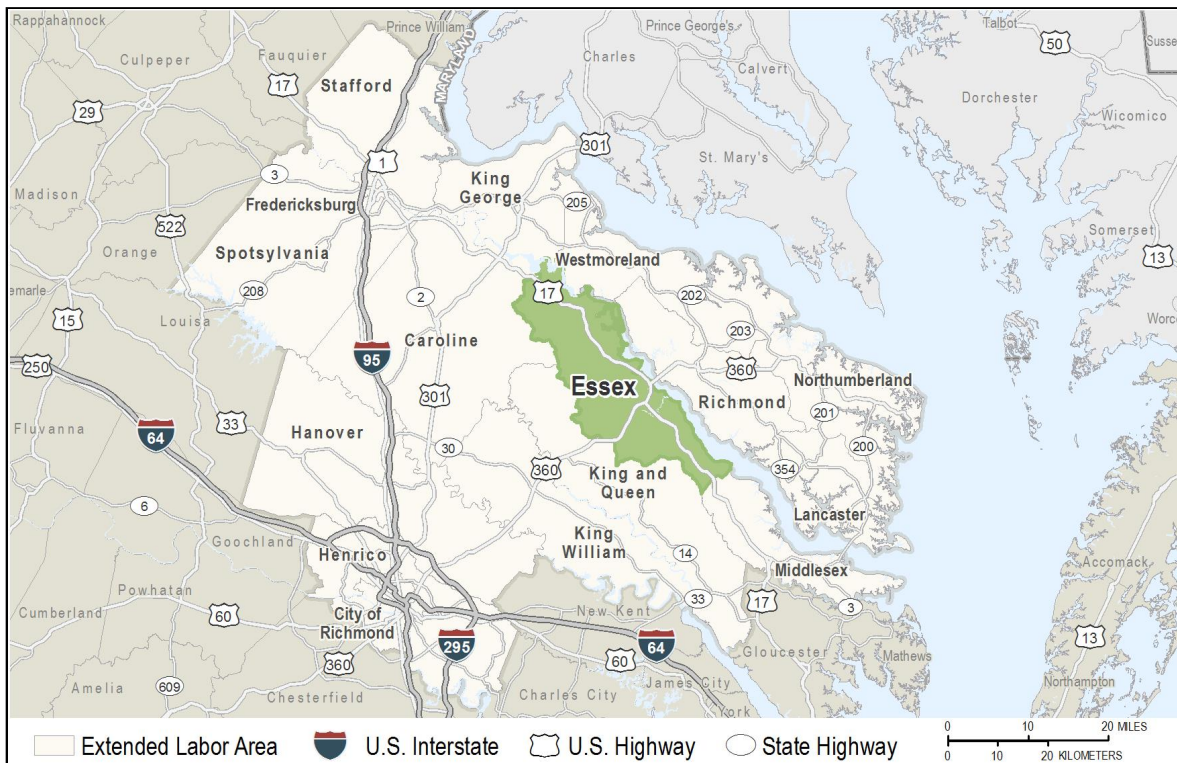 Rappahannock
Prince William
Prince George's
Talbot
50
Susse
Culpeper
Fauquier
17
Stafford
MARYLAND
Charles
Calvert
Dorchester
Wicomico
29
1
301
St. Mary's
Madison
3
Fredericksburg
King
George
205
522
Orange
Spotsylvania
Westmoreland
Somerset
13
emarle
208
2
17
202
15
Louisa
Caroline
203
Worc
250
95
360
Essex
Northumberland
301
Richmond
201
Fluvanna
64
33
Hanover
30
200
360
King and
Queen
354
6
Lancaster
Goochland
Henrico
King
William
14
Middlesex
Accomack
Powhatan
33
17
3
Cumberland
60
City of
Richmond
New Kent
295
64
Gloucester
360
60
Mathews
13
Amelia
609
James City
Northampton
Chesterfield
Charles City
York
0 10 20 MILES
0 10 20 KILOMETERS
Extended Labor Area
U.S. Interstate
U.S. Highway
State Highway